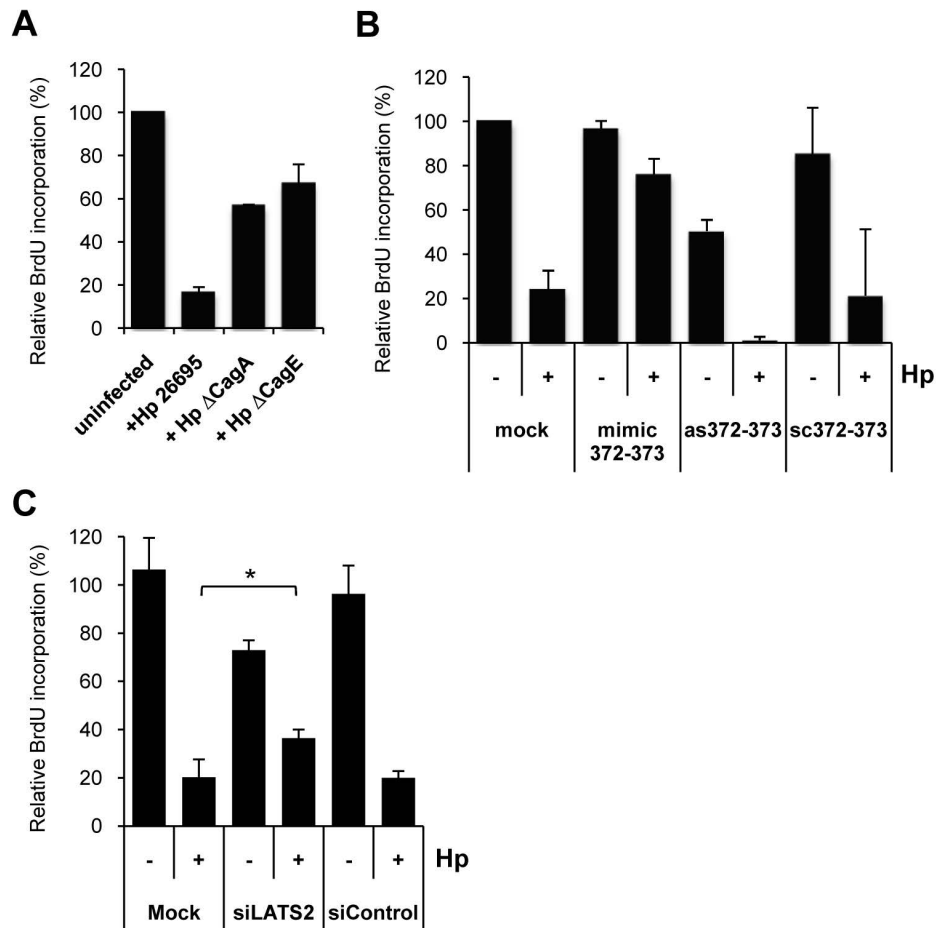 A
Relative BrdU incorporation (%)
120
100
80
60
40
20
0
uninfected
+Hp 26695
+ Hp ΔCagA
+ Hp ΔCagE
B
Relative BrdU incorporation (%)
120
100
80
60
40
20
0
- + - + - + - + Hp
mock
mimic
372-373
as372-373
sc372-373
C
Relative BrdU incorporation (%)
120
100
80
60
40
20
0
*
- + - + - + Hp
Mock siLATS2 siControl